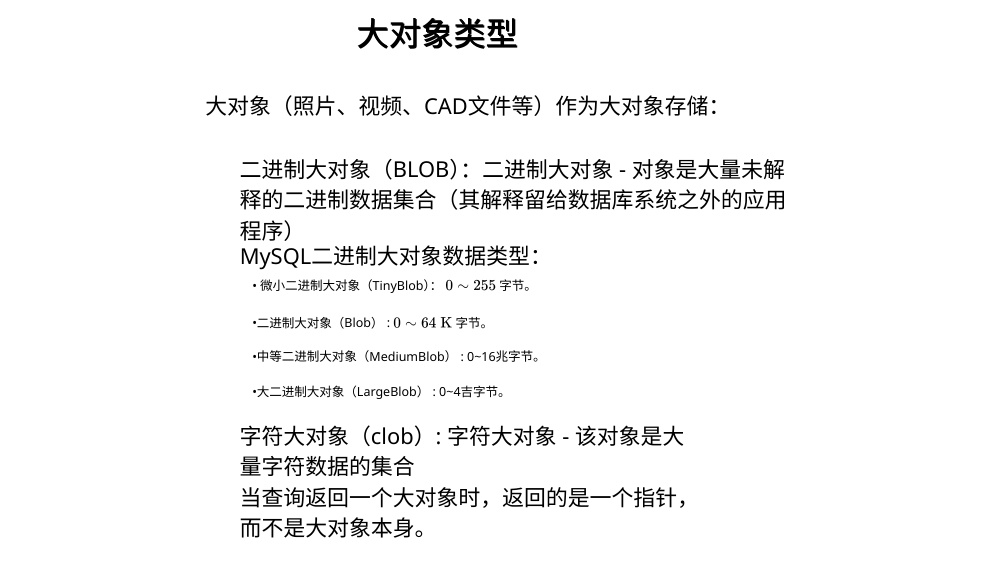 大对象类型
大对象（照片、视频、CAD文件等）作为大对象存储：
二进制大对象（BLOB）：二进制大对象 - 对象是大量未解
释的二进制数据集合（其解释留给数据库系统之外的应用
程序）
MySQL二进制大对象数据类型：
• 微小二进制大对象（TinyBlob）： 0 ∼ 255 字节。
•二进制大对象（Blob） : 0 ∼ 64 K 字节。
•中等二进制大对象（MediumBlob） : 0~16兆字节。
•大二进制大对象（LargeBlob） : 0~4吉字节。
字符大对象（clob）: 字符大对象 - 该对象是大
量字符数据的集合
当查询返回一个大对象时，返回的是一个指针，
而不是大对象本身。